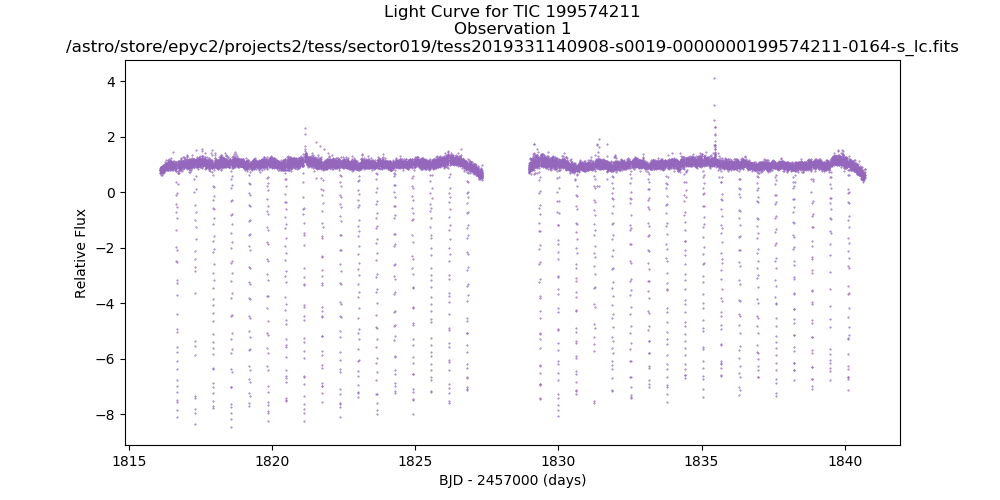 Light Curve for TIC 199574211
Observation 1
/astro/store/epyc2/projects2/tess/sector019/tess2019331140908-s0019-0000000199574211-0164-s_lc.fits
4
2
0
−2
−4
−6
−8
Relative Flux
1815
1820
1825
1830
1835
1840
BJD - 2457000 (days)